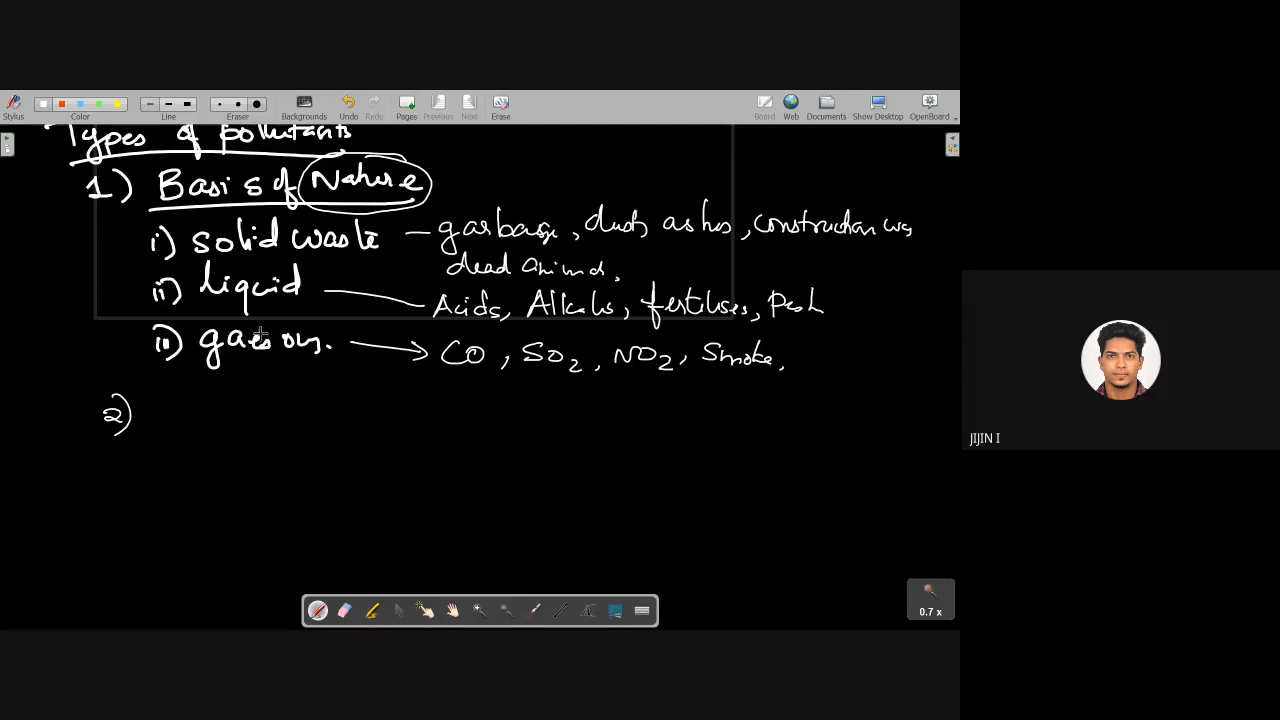 Stylus Color Line Eraser Backgrounds Undo Redo Pages Previous Next Erase Board Web Documents Show Desktop OpenBoard
Types of pollutants
1) Basis of Nature
i) Solid waste — garbage, dust, ashes, construction was
dead animals.
ii) liquid — Acids, Alkalis, fertilisers, Pesti
iii) gaseous. → CO, SO2, NO2, Smoke,
2)
JIJIN I
0.7 x